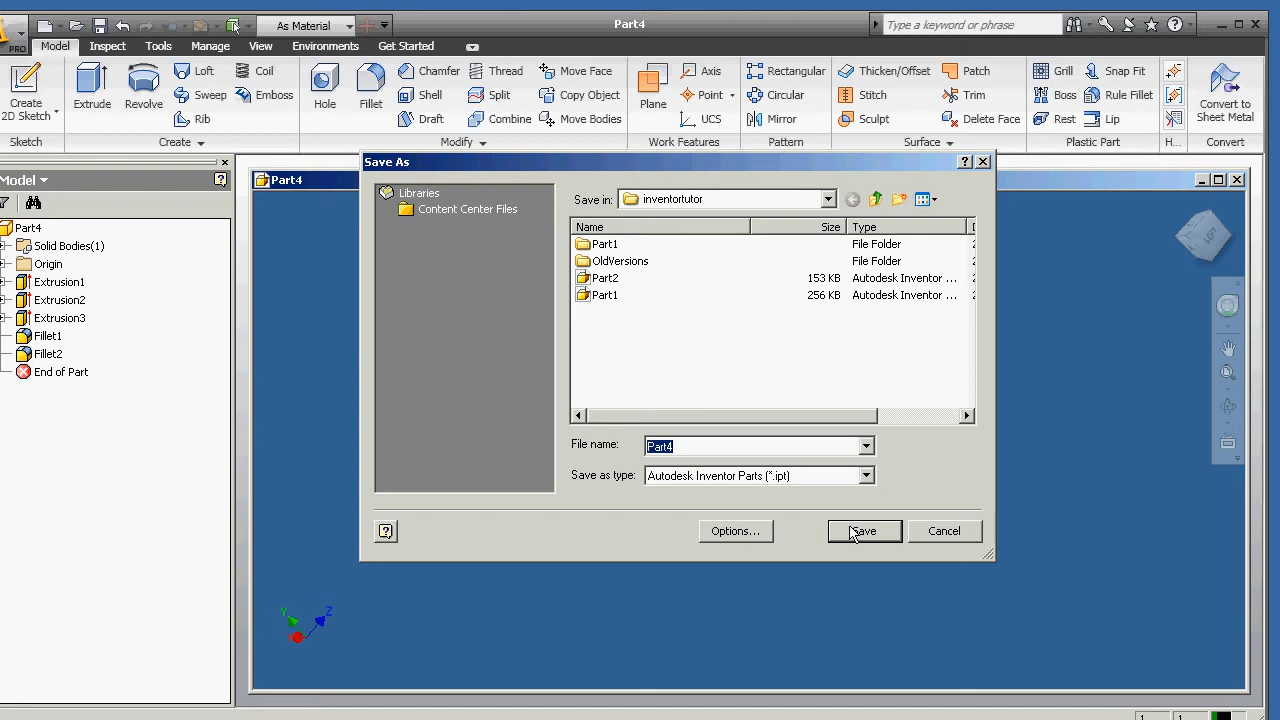 As Material
Part4
Type a keyword or phrase
PRO
Model Inspect Tools Manage View Environments Get Started
Create 2D Sketch
Extrude
Revolve
Loft
Coil
Sweep
Emboss
Rib
Hole
Fillet
Chamfer
Thread
Move Face
Shell
Split
Copy Object
Draft
Combine
Move Bodies
Plane
Axis
Point
UCS
Rectangular
Circular
Mirror
Thicken/Offset
Patch
Stitch
Trim
Sculpt
Delete Face
Grill
Snap Fit
Boss
Rule Fillet
Rest
Lip
Convert to Sheet Metal
Sketch Create Modify Work Features Pattern Surface Plastic Part H... Convert
Model
Part4
Solid Bodies(1)
Origin
Extrusion1
Extrusion2
Extrusion3
Fillet1
Fillet2
End of Part
Part4
Save As
Libraries
Content Center Files
Save in: inventortutor
Name Size Type
Part1 File Folder
OldVersions File Folder
Part2 153 KB Autodesk Inventor ...
Part1 256 KB Autodesk Inventor ...
File name: Part4
Save as type: Autodesk Inventor Parts (*.ipt)
Options... Save Cancel
LEFT
Y Z
1 1